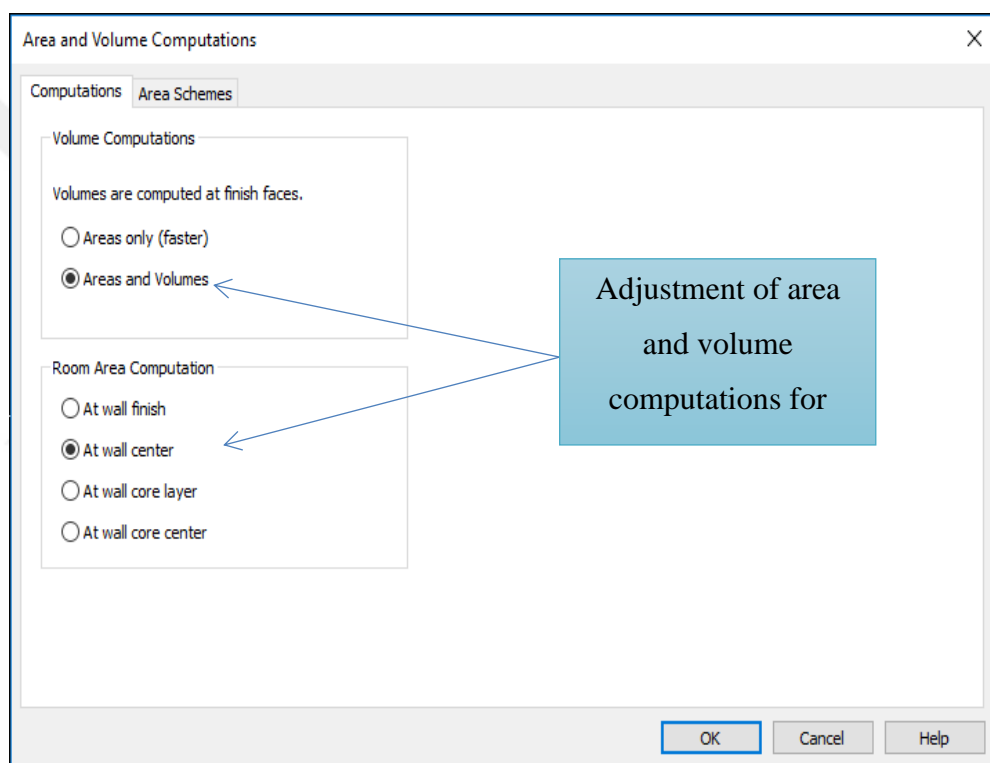 Area and Volume Computations
Computations
Area Schemes
Volume Computations
Volumes are computed at finish faces.
Areas only (faster)
Areas and Volumes
Adjustment of area
and volume
computations for
Room Area Computation
At wall finish
At wall center
At wall core layer
At wall core center
OK
Cancel
Help